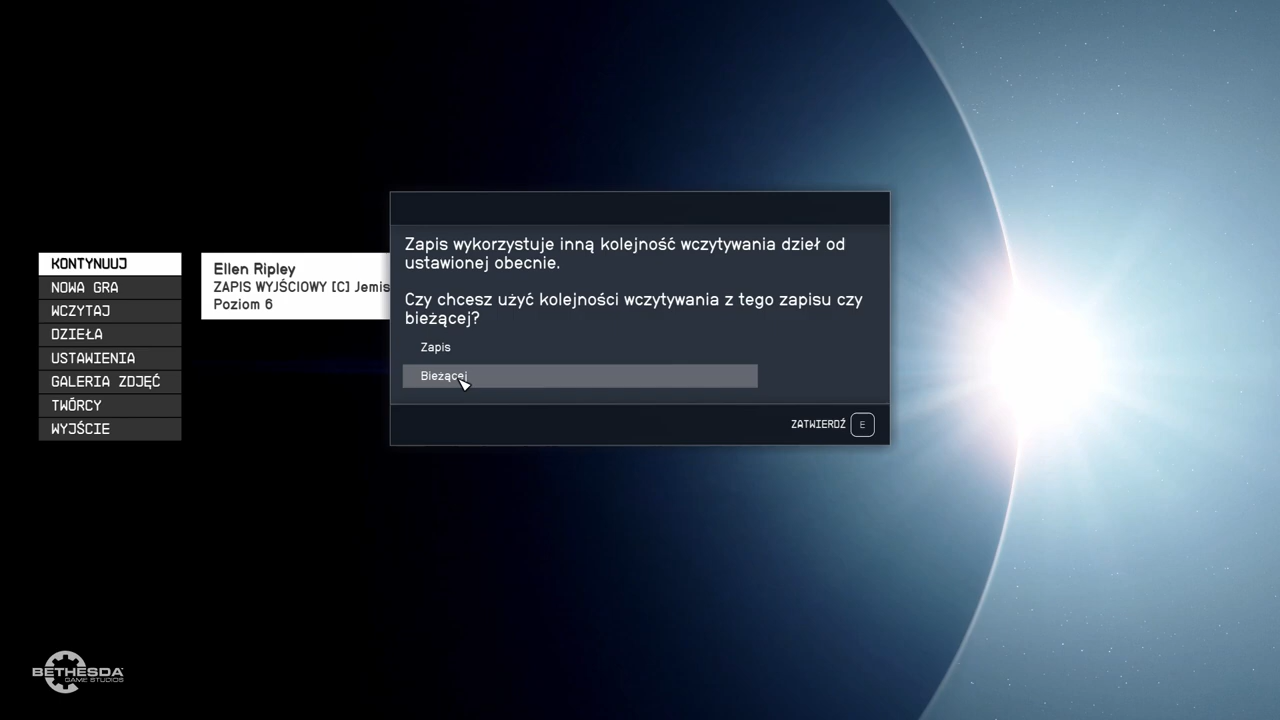 Zapis wykorzystuje inną kolejność wczytywania dzieł od
ustawionej obecnie.
Czy chcesz użyć kolejności wczytywania z tego zapisu czy
bieżącej?
Zapis
Bieżącej
ZATWIERDŹ E
KONTYNUUJ
NOWA GRA
WCZYTAJ
DZIEŁA
USTAWIENIA
GALERIA ZDJĘĆ
TWÓRCY
WYJŚCIE
Ellen Ripley
ZAPIS WYJŚCIOWY [C] Jemis
Poziom 6
BETHESDA
GAME STUDIOS